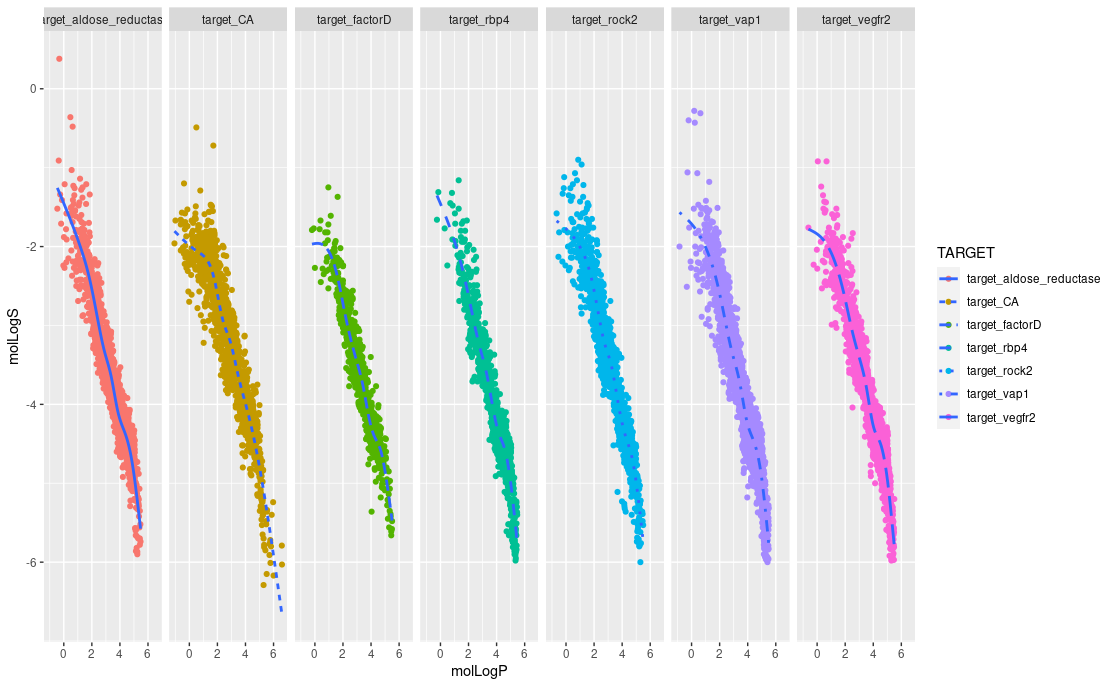 arget_aldose_reductas target_CA target_factorD target_rbp4 target_rock2 target_vap1 target_vegfr2
0
-2
-4
-6
molLogS
0 2 4 6 0 2 4 6 0 2 4 6 0 2 4 6 0 2 4 6 0 2 4 6 0 2 4 6
molLogP
TARGET
target_aldose_reductase
target_CA
target_factorD
target_rbp4
target_rock2
target_vap1
target_vegfr2